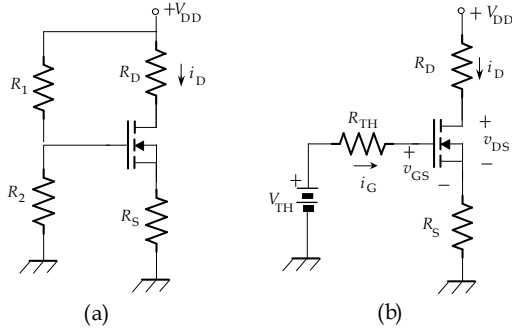 +V_DD
R_1
R_D
i_D
R_2
R_S
(a)
+V_DD
R_D
i_D
R_TH
+
v_DS
−
+
v_GS
−
i_G
+
V_TH
R_S
(b)